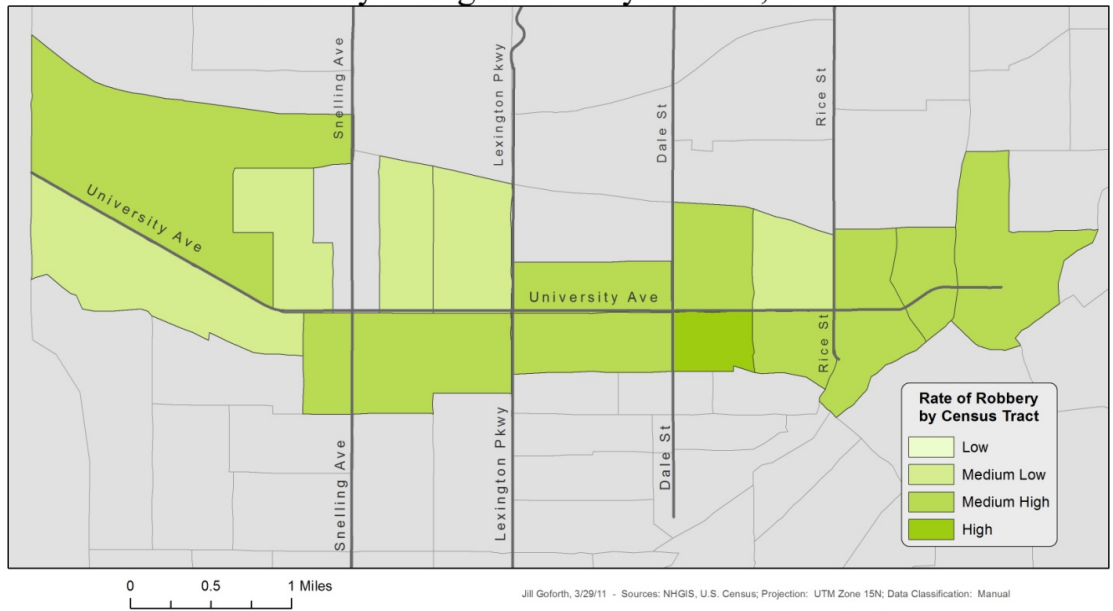 Snelling Ave
Lexington Pkwy
Dale St
Rice St
University Ave
University Ave
Rice St
Snelling Ave
Lexington Pkwy
Dale St
Rate of Robbery
by Census Tract
Low
Medium Low
Medium High
High
0 0.5 1 Miles
Jill Goforth, 3/29/11 - Sources: NHGIS, U.S. Census; Projection: UTM Zone 15N; Data Classification: Manual